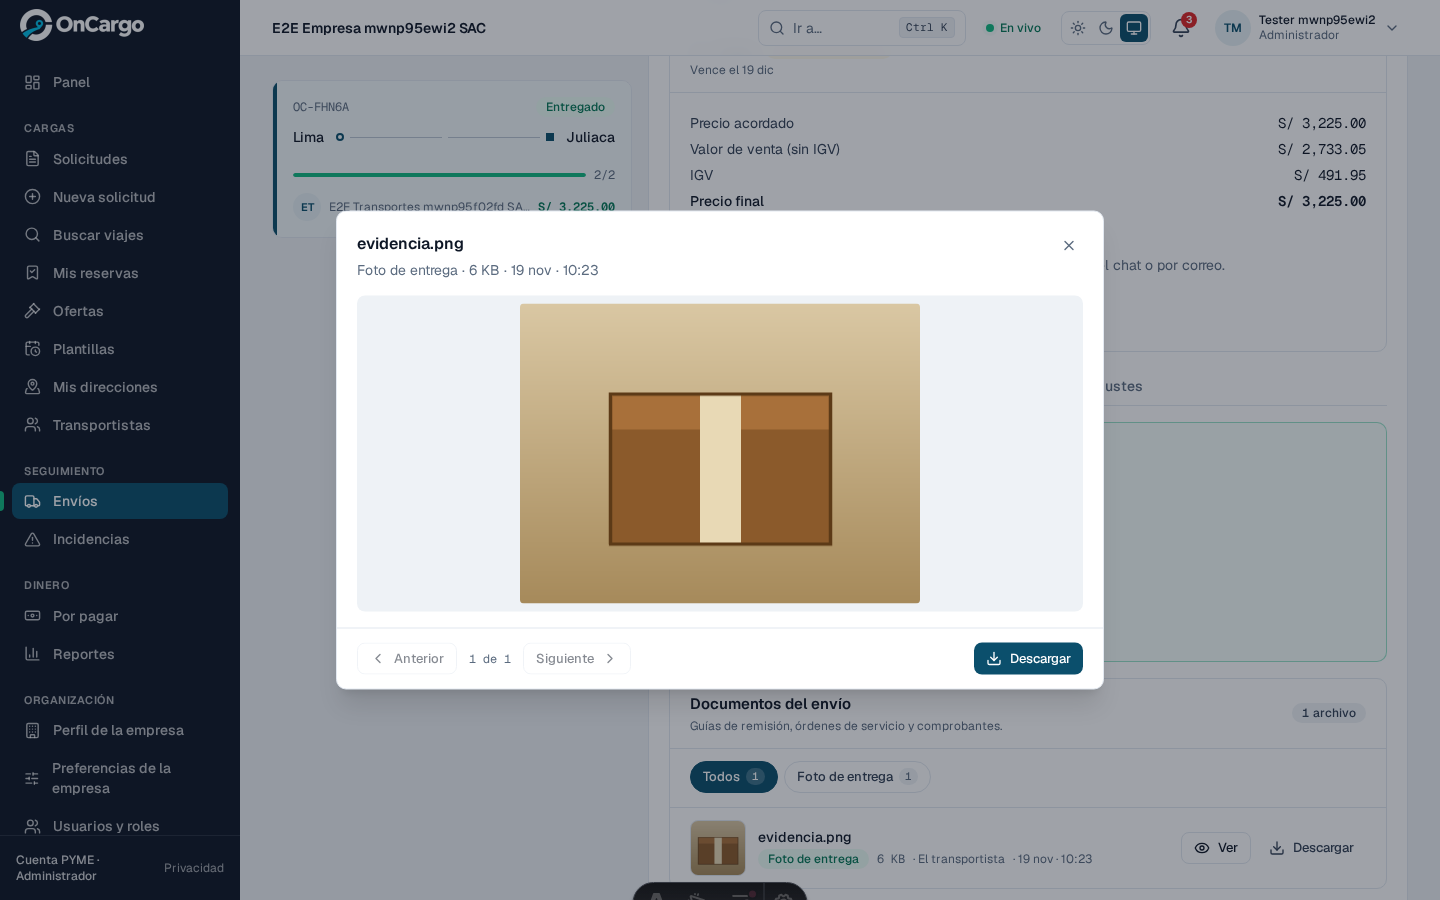 OnCargo
E2E Empresa mwnp95ewi2 SAC
Ir a...
Ctrl K
En vivo
3
TM
Tester mwnp95ewi2
Administrador
Panel
CARGAS
Solicitudes
Nueva solicitud
Buscar viajes
Mis reservas
Ofertas
Plantillas
Mis direcciones
Transportistas
SEGUIMIENTO
Envíos
Incidencias
DINERO
Por pagar
Reportes
ORGANIZACIÓN
Perfil de la empresa
Preferencias de la
empresa
Usuarios y roles
Cuenta PYME ·
Administrador
Privacidad
OC-FHN6A
Entregado
Lima
Juliaca
2/2
ET
E2E Transportes mwnp95f02fd SA...
S/ 3,225.00
Vence el 19 dic
Precio acordado
S/ 3,225.00
Valor de venta (sin IGV)
S/ 2,733.05
IGV
S/ 491.95
Precio final
S/ 3,225.00
l chat o por correo.
ustes
evidencia.png
Foto de entrega · 6 KB · 19 nov · 10:23
Anterior
1 de 1
Siguiente
Descargar
Documentos del envío
Guías de remisión, órdenes de servicio y comprobantes.
1 archivo
Todos 1
Foto de entrega 1
evidencia.png
Foto de entrega
6 KB · El transportista · 19 nov · 10:23
Ver
Descargar